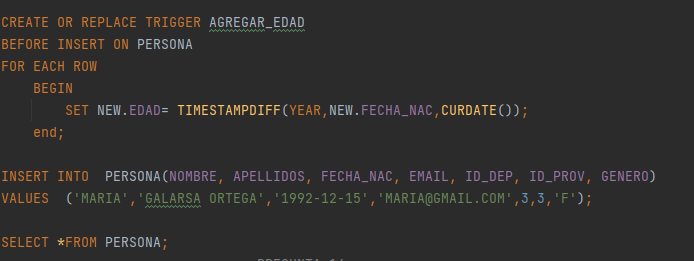 CREATE OR REPLACE TRIGGER AGREGAR_EDAD
BEFORE INSERT ON PERSONA
FOR EACH ROW
BEGIN
SET NEW.EDAD= TIMESTAMPDIFF(YEAR,NEW.FECHA_NAC,CURDATE());
end;
INSERT INTO  PERSONA(NOMBRE, APELLIDOS, FECHA_NAC, EMAIL, ID_DEP, ID_PROV, GENERO)
VALUES  ('MARIA','GALARSA ORTEGA','1992-12-15','MARIA@GMAIL.COM',3,3,'F');
SELECT *FROM PERSONA;